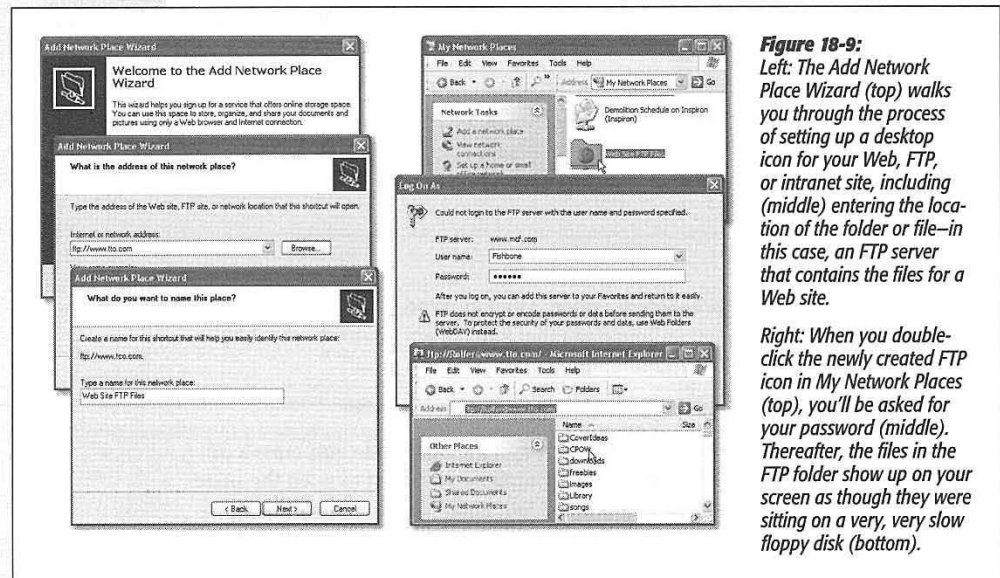 Add Network Place Wizard
Welcome to the Add Network Place
Wizard
This wizard helps you sign up for a service that offers online storage space.
You can use this space to store, organize, and share your documents and
pictures using only a Web browser and Internet connection.
Add Network Place Wizard
What is the address of this network place?
Type the address of the Web site, FTP site, or network location that this shortcut will open.
Internet or network address:
ftp://www.tto.com
Browse...
Add Network Place Wizard
What do you want to name this place?
Create a name for this shortcut that will help you easily identify this network place:
ftp://www.tto.com.
Type a name for this network place:
Web Site FTP Files
< Back
Next >
Cancel
My Network Places
File Edit View Favorites Tools Help
Back
Address My Network Places Go
Network Tasks
Add a network place
View network
connections
Set up a home or small
Demolition Schedule on Inspiron
(Inspiron)
Web Site FTP Files
Log On As
Could not login to the FTP server with the user name and password specified.
FTP server: www.mcf.com
User name: Fishbone
Password: ••••••
After you log on, you can add this server to your Favorites and return to it easily.
FTP does not encrypt or encode passwords or data before sending them to the
server. To protect the security of your passwords and data, use Web Folders
(WebDAV) instead.
- Microsoft Internet Explorer
File Edit View Favorites Tools Help
Back Search Folders
Address Go
Name Size
Other Places
Internet Explorer
My Documents
Shared Documents
My Network Places
CoverIdeas
CPOW
downloads
freebies
Images
Library
songs
Figure 18-9:
Left: The Add Network
Place Wizard (top) walks
you through the process
of setting up a desktop
icon for your Web, FTP,
or intranet site, including
(middle) entering the loca-
tion of the folder or file—in
this case, an FTP server
that contains the files for a
Web site.
Right: When you double-
click the newly created FTP
icon in My Network Places
(top), you'll be asked for
your password (middle).
Thereafter, the files in the
FTP folder show up on your
screen as though they were
sitting on a very, very slow
floppy disk (bottom).